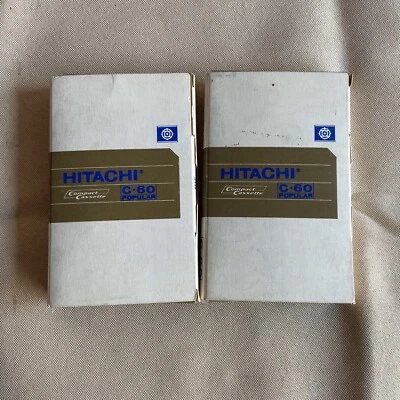 HITACHI
Compact Cassette
C-60
POPULAR
HITACHI
Compact Cassette
C-60
POPULAR